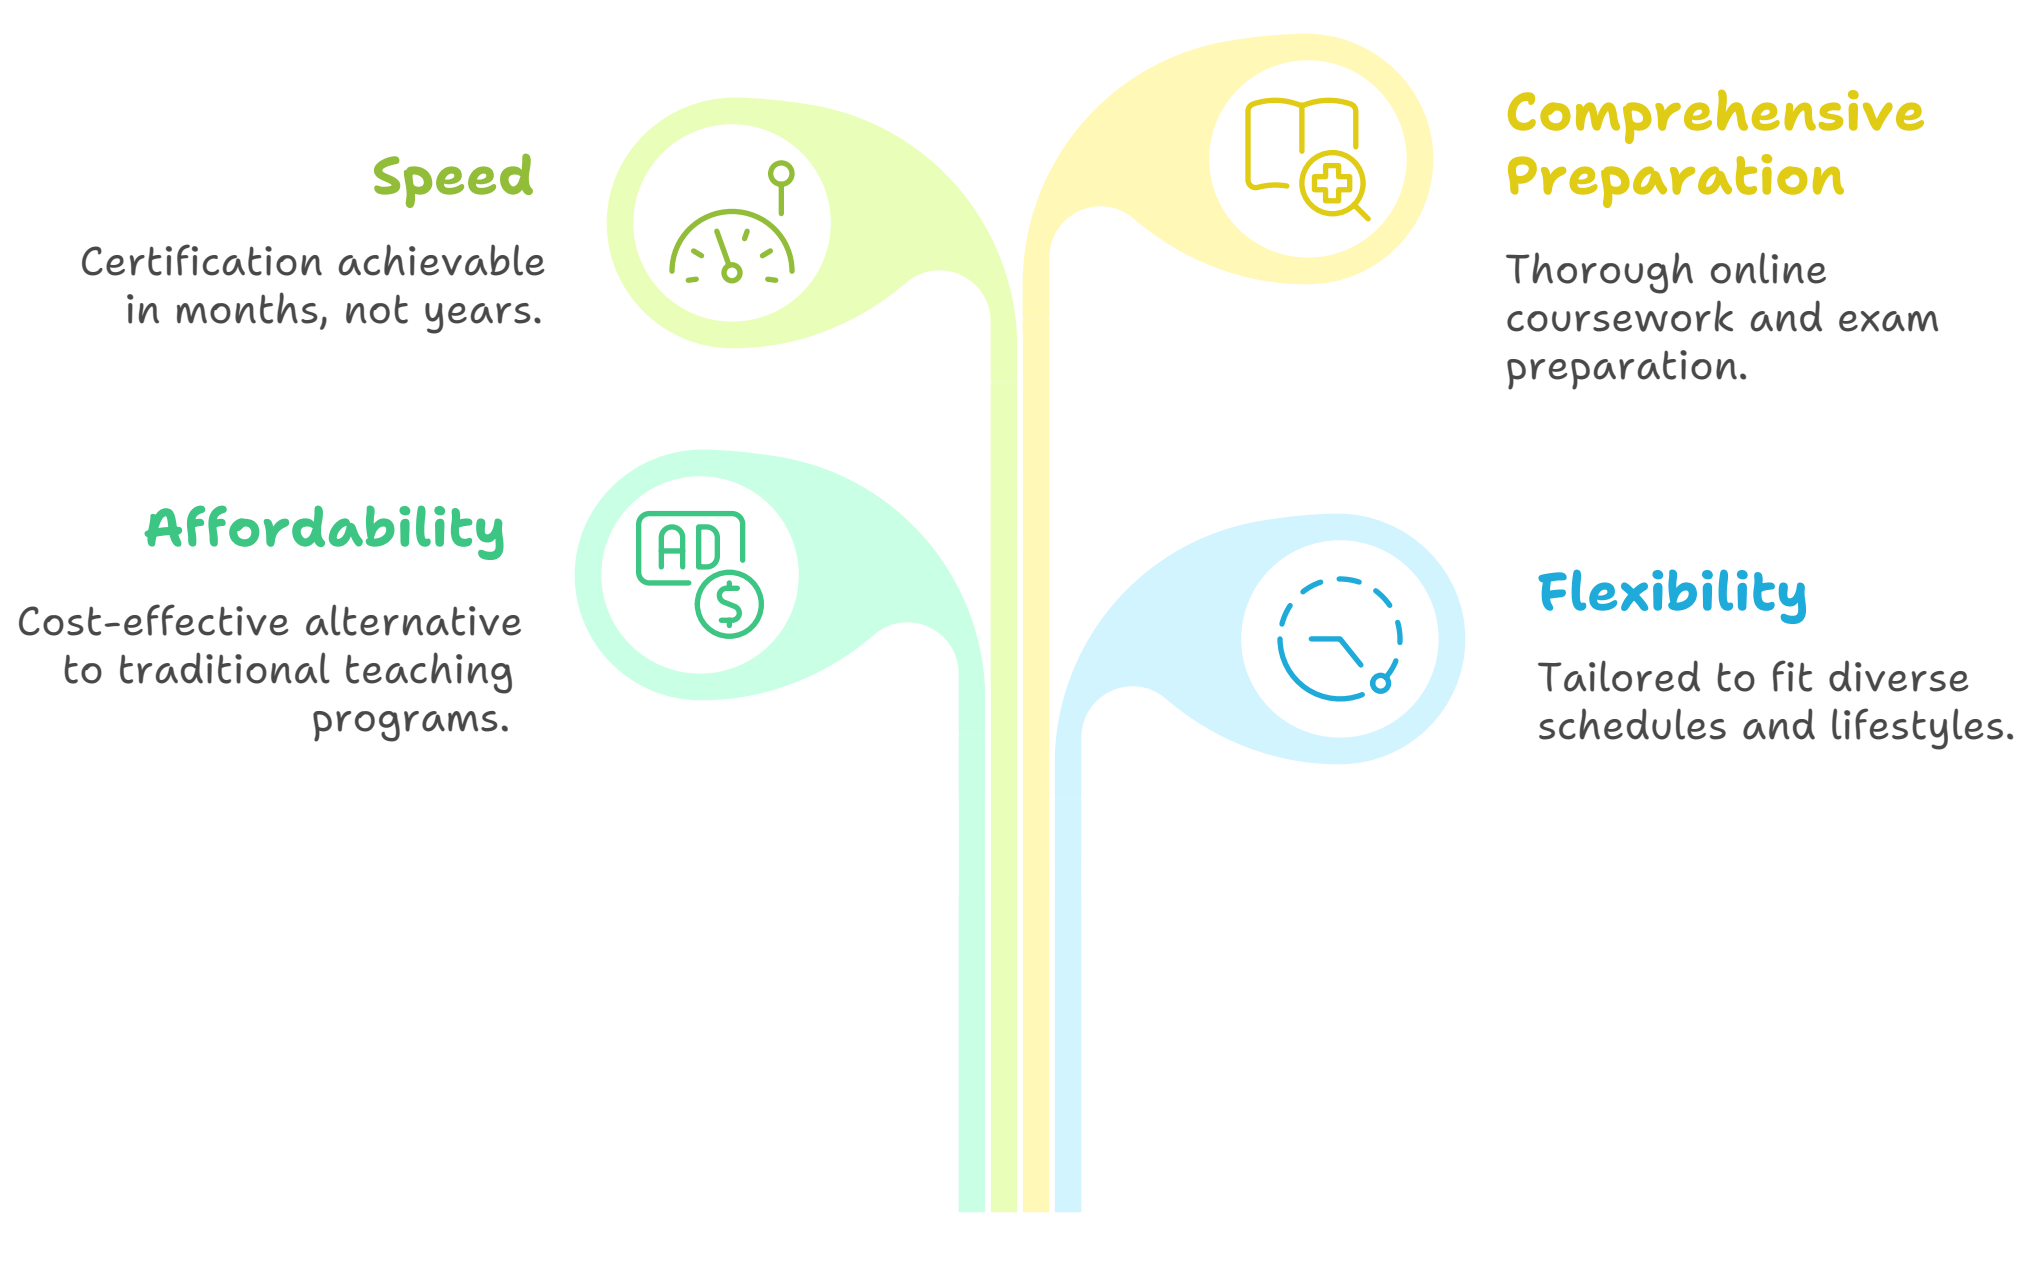 Speed
Certification achievable
in months, not years.
Comprehensive
Preparation
Thorough online
coursework and exam
preparation.
Affordability
Cost-effective alternative
to traditional teaching
programs.
AD
$
Flexibility
Tailored to fit diverse
schedules and lifestyles.